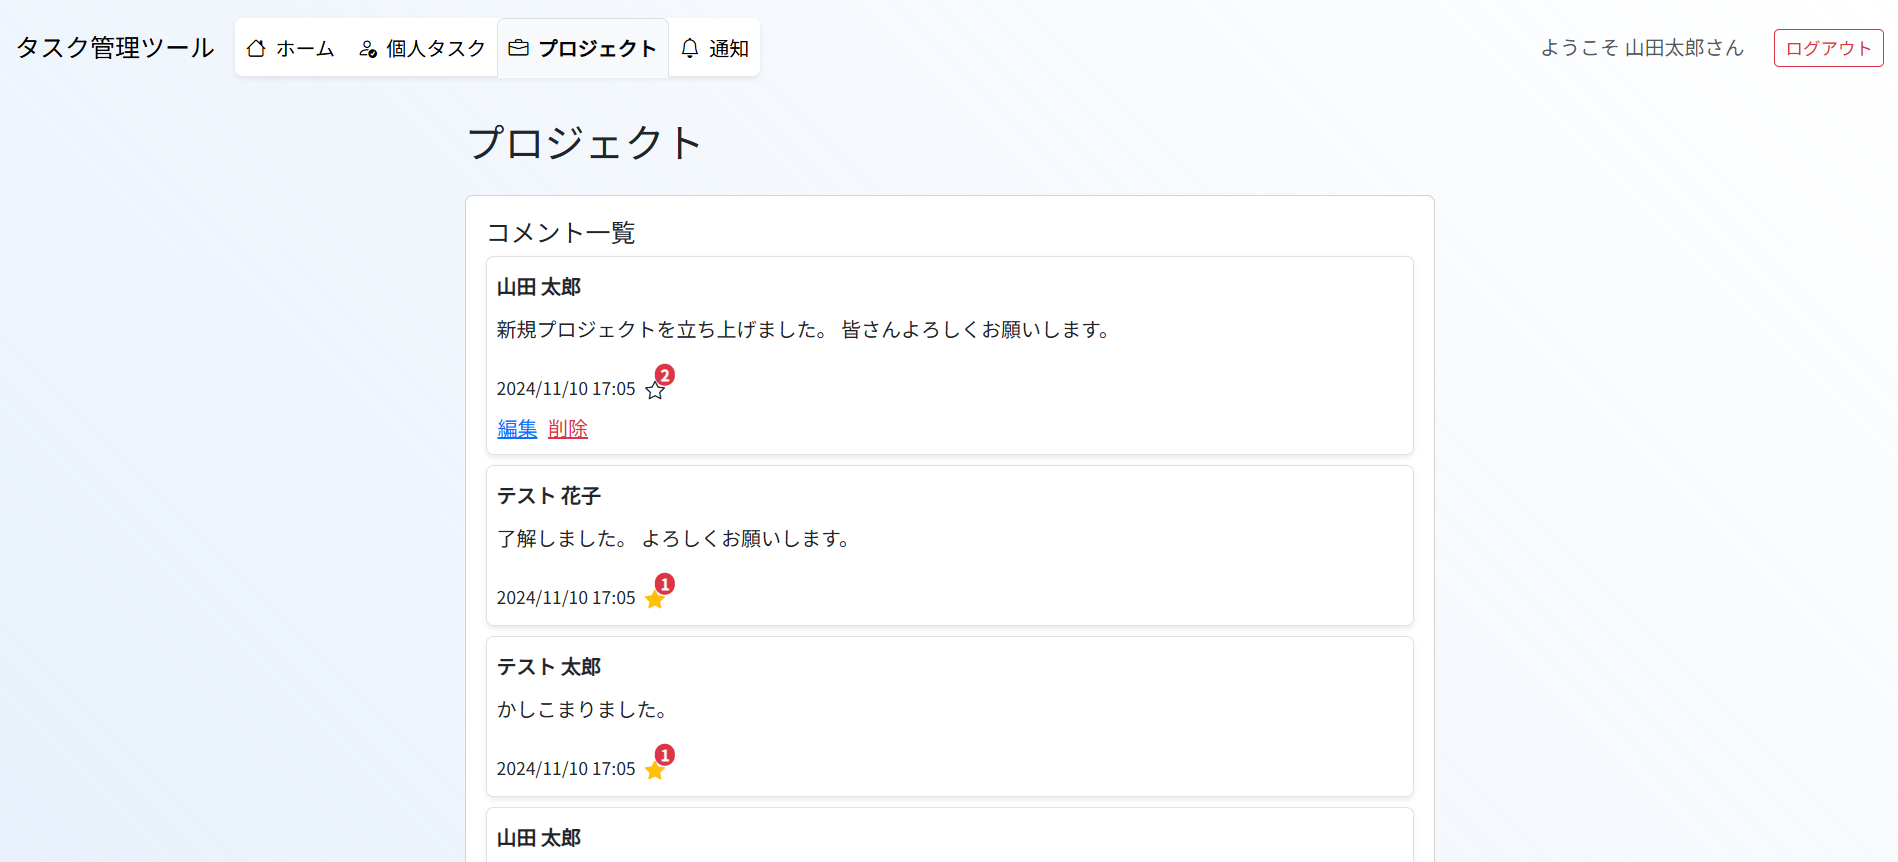 タスク管理ツール ホーム 個人タスク プロジェクト 通知 ようこそ 山田太郎さん ログアウト
プロジェクト
コメント一覧
山田 太郎
新規プロジェクトを立ち上げました。 皆さんよろしくお願いします。
2024/11/10 17:05 2
編集 削除
テスト 花子
了解しました。 よろしくお願いします。
2024/11/10 17:05 1
テスト 太郎
かしこまりました。
2024/11/10 17:05 1
山田 太郎